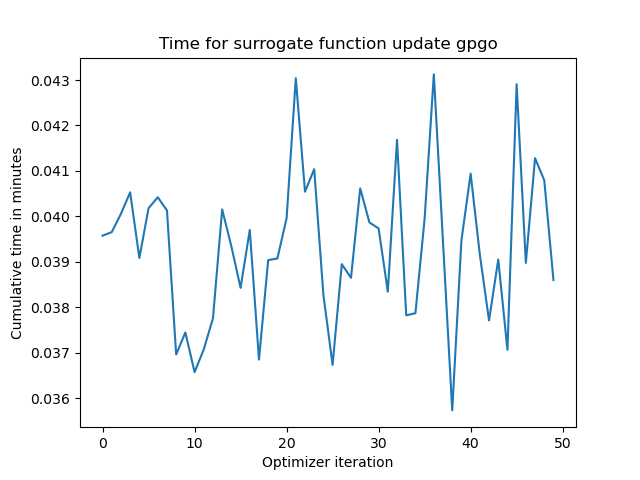 Time for surrogate function update gpgo
0.043
0.042
0.041
0.040
0.039
0.038
0.037
0.036
Cumulative time in minutes
0 10 20 30 40 50
Optimizer iteration